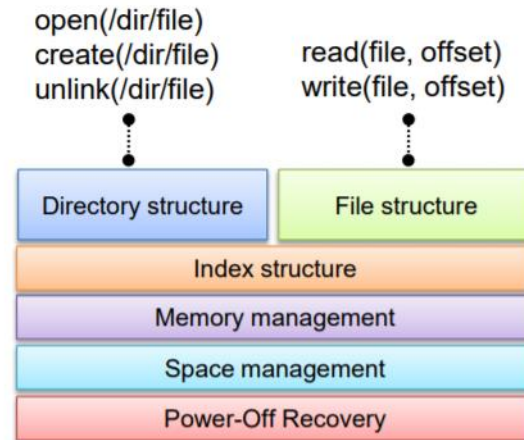 open(/dir/file)
create(/dir/file)
unlink(/dir/file)
read(file, offset)
write(file, offset)
Directory structure
File structure
Index structure
Memory management
Space management
Power-Off Recovery